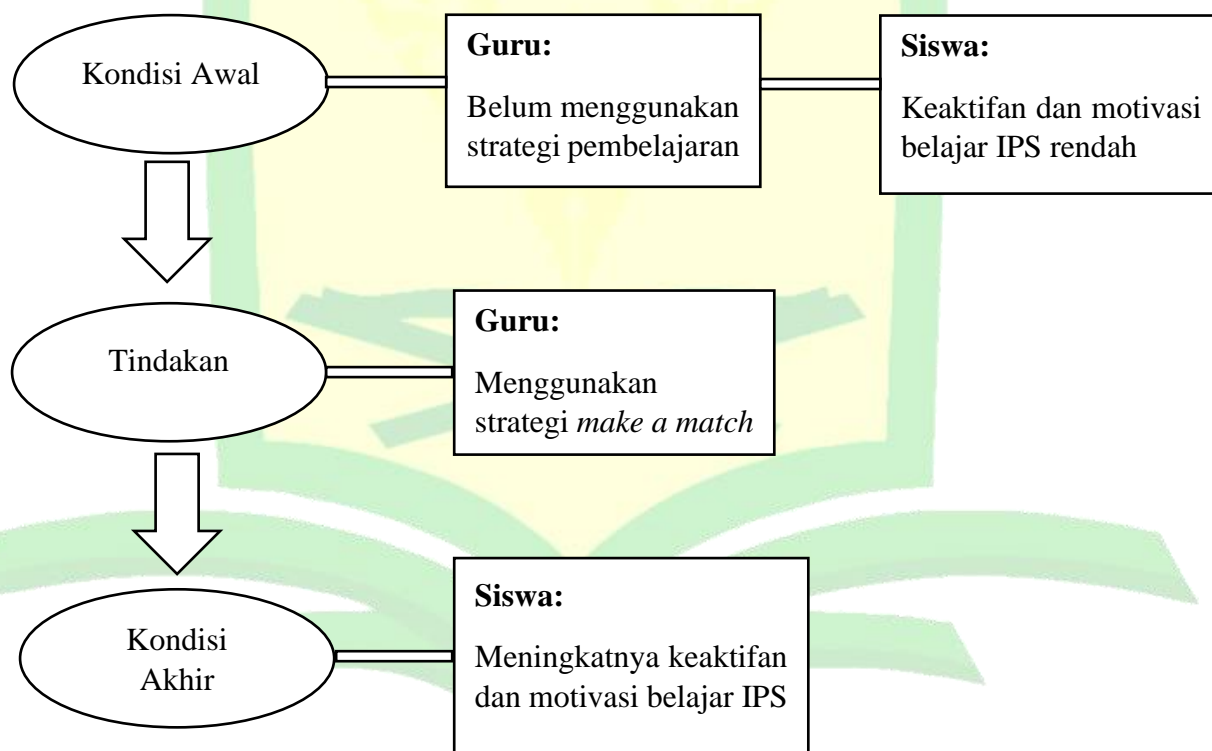 Kondisi Awal
Guru:
Belum menggunakan
strategi pembelajaran
Siswa:
Keaktifan dan motivasi
belajar IPS rendah
Tindakan
Guru:
Menggunakan
strategi make a match
Kondisi
Akhir
Siswa:
Meningkatnya keaktifan
dan motivasi belajar IPS